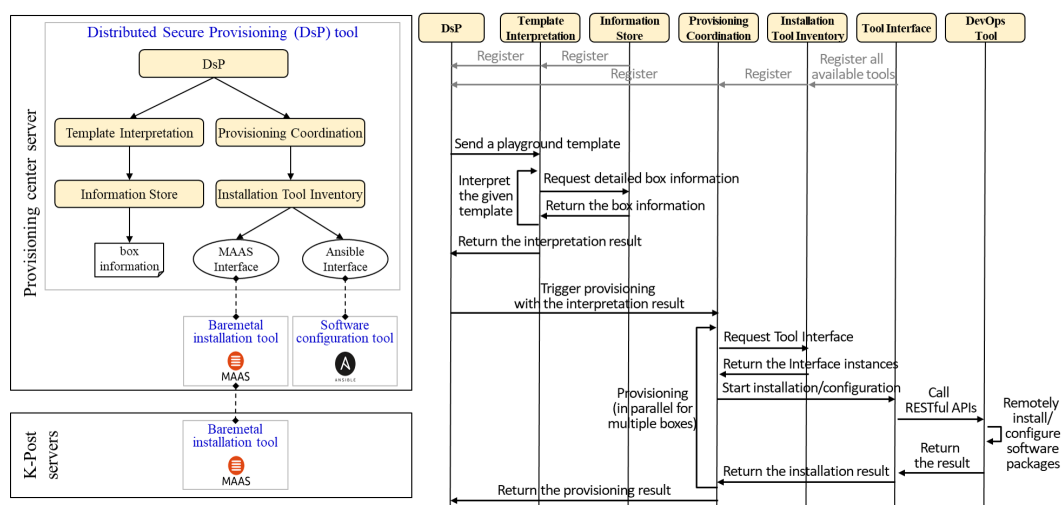 Distributed Secure Provisioning (DsP) tool
DsP
Template Interpretation
Provisioning Coordination
Information Store
Installation Tool Inventory
box
information
MAAS
Interface
Ansible
Interface
Provisioning center server
Baremetal
installation tool
MAAS
Software
configuration tool
ANSIBLE
K-Post
servers
Baremetal
installation tool
MAAS
DsP
Template
Interpretation
Information
Store
Provisioning
Coordination
Installation
Tool Inventory
Tool Interface
DevOps
Tool
Register
Register
Register all
available tools
Register
Register
Send a playground template
Interpret
the given
template
Request detailed box information
Return the box information
Return the interpretation result
Trigger provisioning
with the interpretation result
Request Tool Interface
Return the Interface instances
Provisioning
(in parallel for
multiple boxes)
Start installation/configuration
Call
RESTful APIs
Remotely
install/
configure
software
packages
Return
the result
Return the installation result
Return the provisioning result